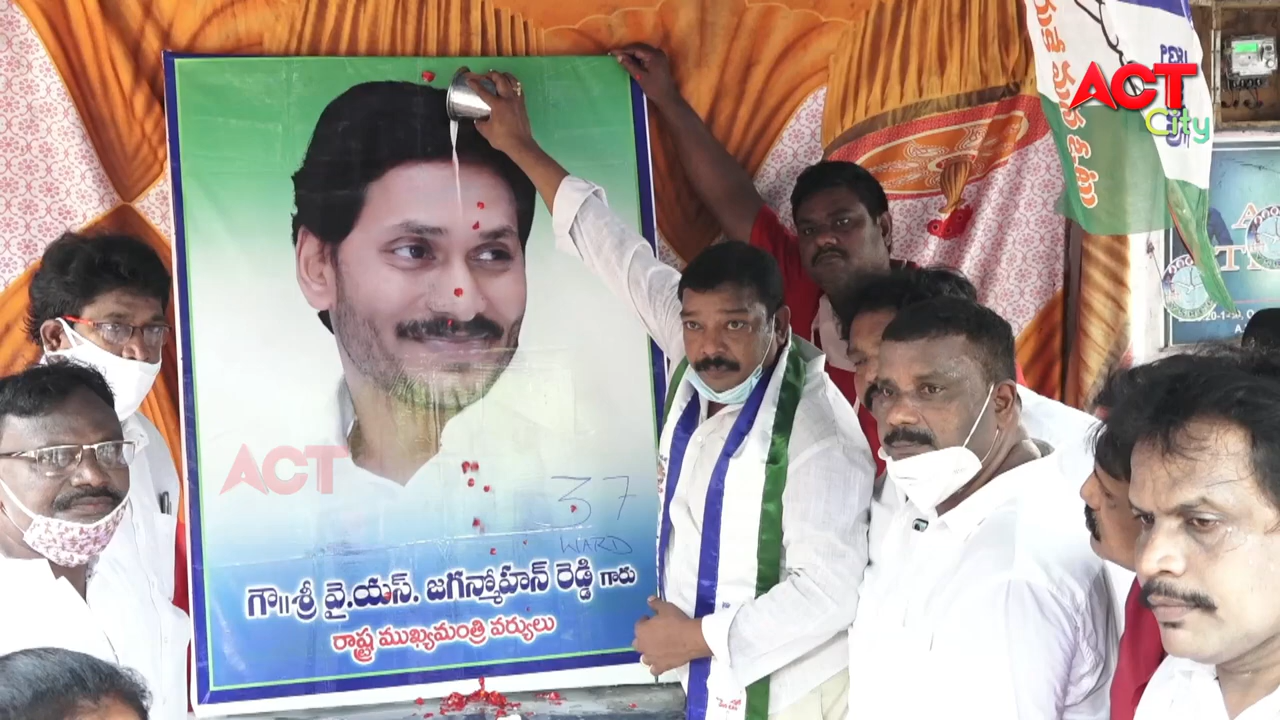 ACT
City
ACT
37
WARD
గౌ||శ్రీ వై.యస్. జగన్మోహన్ రెడ్డి గారు
రాష్ట్ర ముఖ్యమంత్రి వర్యులు